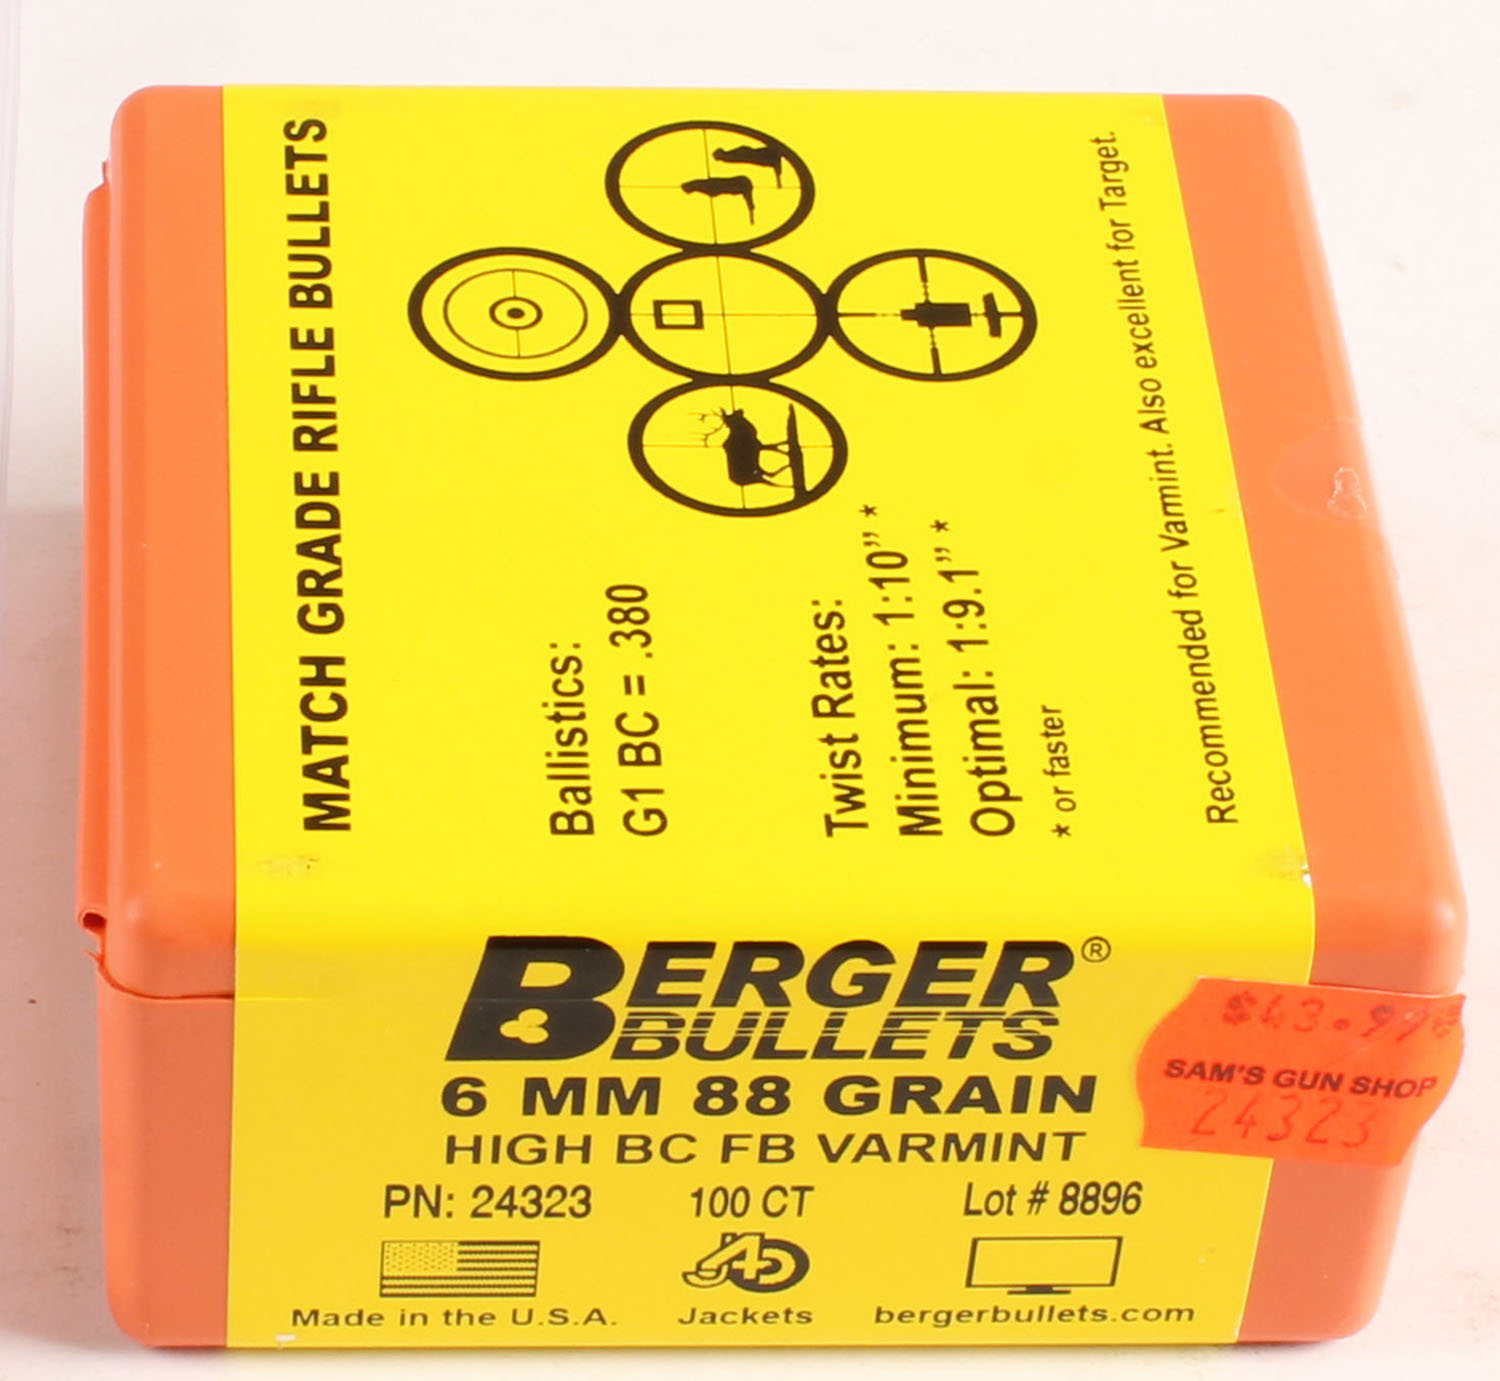 MATCH GRADE RIFLE BULLETS
Ballistics:
G1 BC = .380
Twist Rates:
Minimum: 1:10” *
Optimal: 1:9.1” *
* or faster
Recommended for Varmint. Also excellent for Target.
BERGER®
BULLETS
6 MM 88 GRAIN
HIGH BC FB VARMINT
PN: 24323 100 CT Lot # 8896
Made in the U.S.A. Jackets bergerbullets.com
SAM'S GUN SHOP
24323